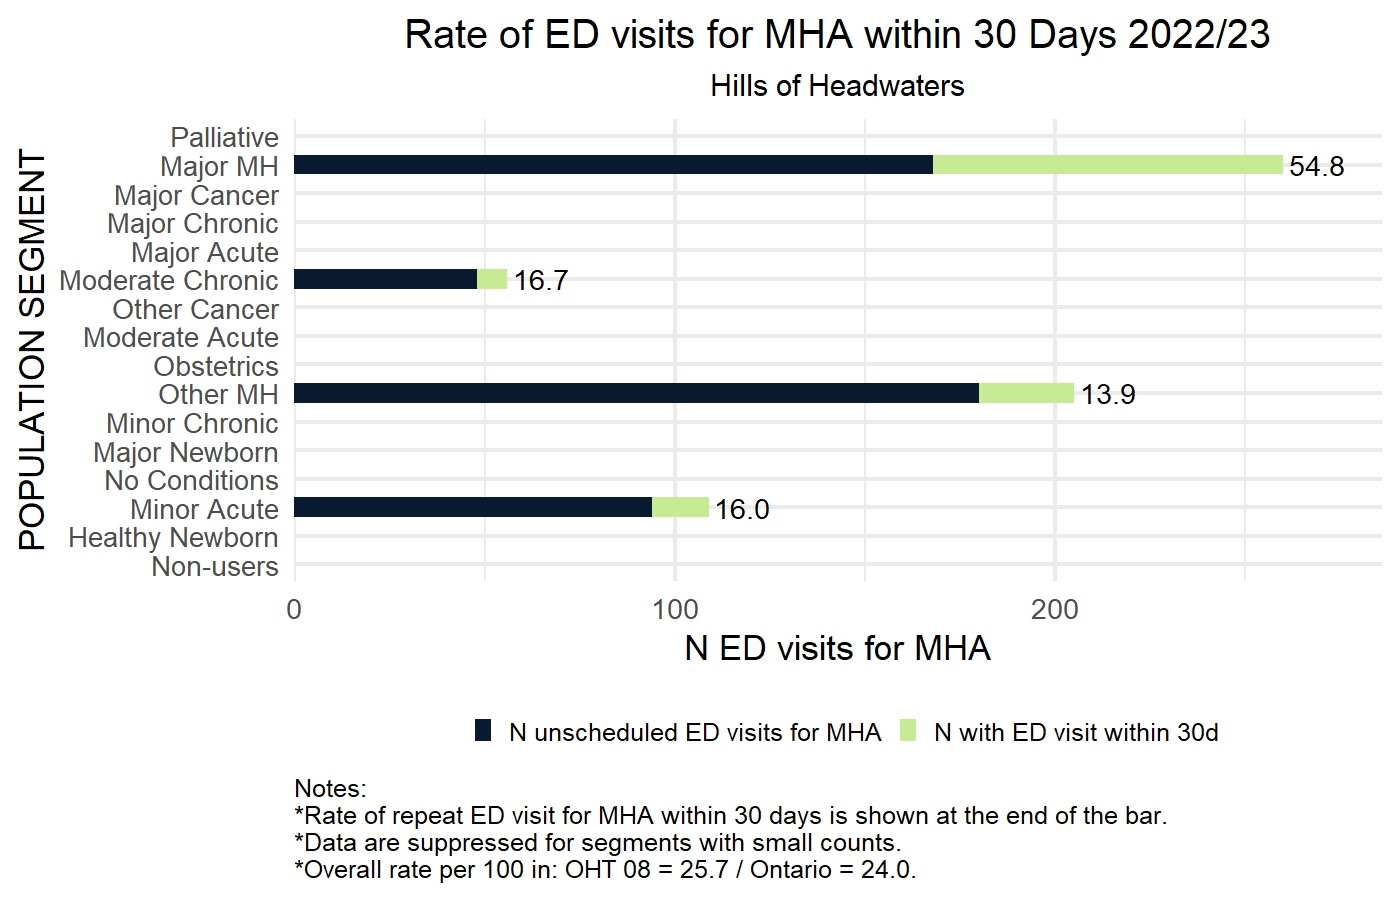 Rate of ED visits for MHA within 30 Days 2022/23
Hills of Headwaters
POPULATION SEGMENT
Palliative
Major MH 54.8
Major Cancer
Major Chronic
Major Acute
Moderate Chronic 16.7
Other Cancer
Moderate Acute
Obstetrics
Other MH 13.9
Minor Chronic
Major Newborn
No Conditions
Minor Acute 16.0
Healthy Newborn
Non-users
0 100 200
N ED visits for MHA
N unscheduled ED visits for MHA N with ED visit within 30d
Notes:
*Rate of repeat ED visit for MHA within 30 days is shown at the end of the bar.
*Data are suppressed for segments with small counts.
*Overall rate per 100 in: OHT 08 = 25.7 / Ontario = 24.0.